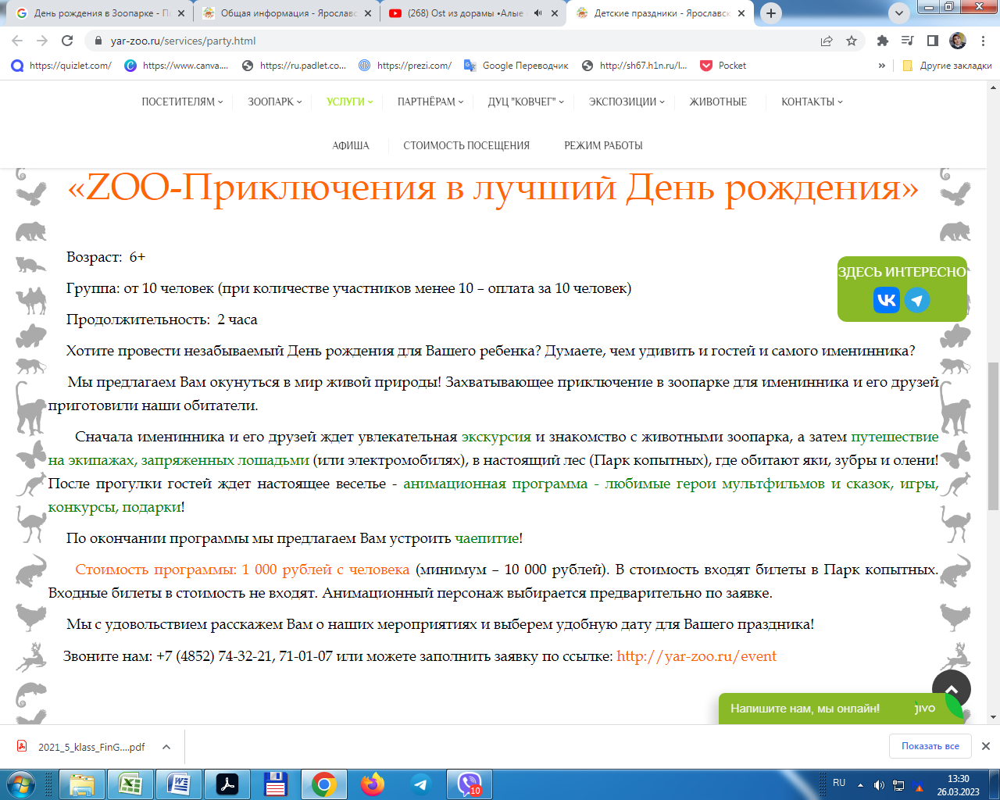 День рождения в Зоопарке - П
Общая информация - Ярославс
(268) Ost из дорамы •Алые
Детские праздники - Ярославск
yar-zoo.ru/services/party.html
https://quizlet.com/
https://www.canva....
https://ru.padlet.co...
https://prezi.com/
Google Переводчик
http://sh67.h1n.ru/l...
Pocket
»
Другие закладки
ПОСЕТИТЕЛЯМ ЗООПАРК УСЛУГИ ПАРТНЁРАМ ДУЦ "КОВЧЕГ" ЭКСПОЗИЦИИ ЖИВОТНЫЕ КОНТАКТЫ
АФИША СТОИМОСТЬ ПОСЕЩЕНИЯ РЕЖИМ РАБОТЫ
«ZOO-Приключения в лучший День рождения»
Возраст: 6+
ЗДЕСЬ ИНТЕРЕСНО
Группа: от 10 человек (при количестве участников менее 10 – оплата за 10 человек)
Продолжительность: 2 часа
Хотите провести незабываемый День рождения для Вашего ребенка? Думаете, чем удивить и гостей и самого именинника?
Мы предлагаем Вам окунуться в мир живой природы! Захватывающее приключение в зоопарке для именинника и его друзей
приготовили наши обитатели.
Сначала именинника и его друзей ждет увлекательная экскурсия и знакомство с животными зоопарка, а затем путешествие
на экипажах, запряженных лошадьми (или электромобилях), в настоящий лес (Парк копытных), где обитают яки, зубры и олени!
После прогулки гостей ждет настоящее веселье - анимационная программа - любимые герои мультфильмов и сказок, игры,
конкурсы, подарки!
По окончании программы мы предлагаем Вам устроить чаепитие!
Стоимость программы: 1 000 рублей с человека (минимум – 10 000 рублей). В стоимость входят билеты в Парк копытных.
Входные билеты в стоимость не входят. Анимационный персонаж выбирается предварительно по заявке.
Мы с удовольствием расскажем Вам о наших мероприятиях и выберем удобную дату для Вашего праздника!
Звоните нам: +7 (4852) 74-32-21, 71-01-07 или можете заполнить заявку по ссылке: http://yar-zoo.ru/event
Напишите нам, мы онлайн! jivo
2021_5_klass_FinG....pdf
Показать все
10
RU
13:30
26.03.2023